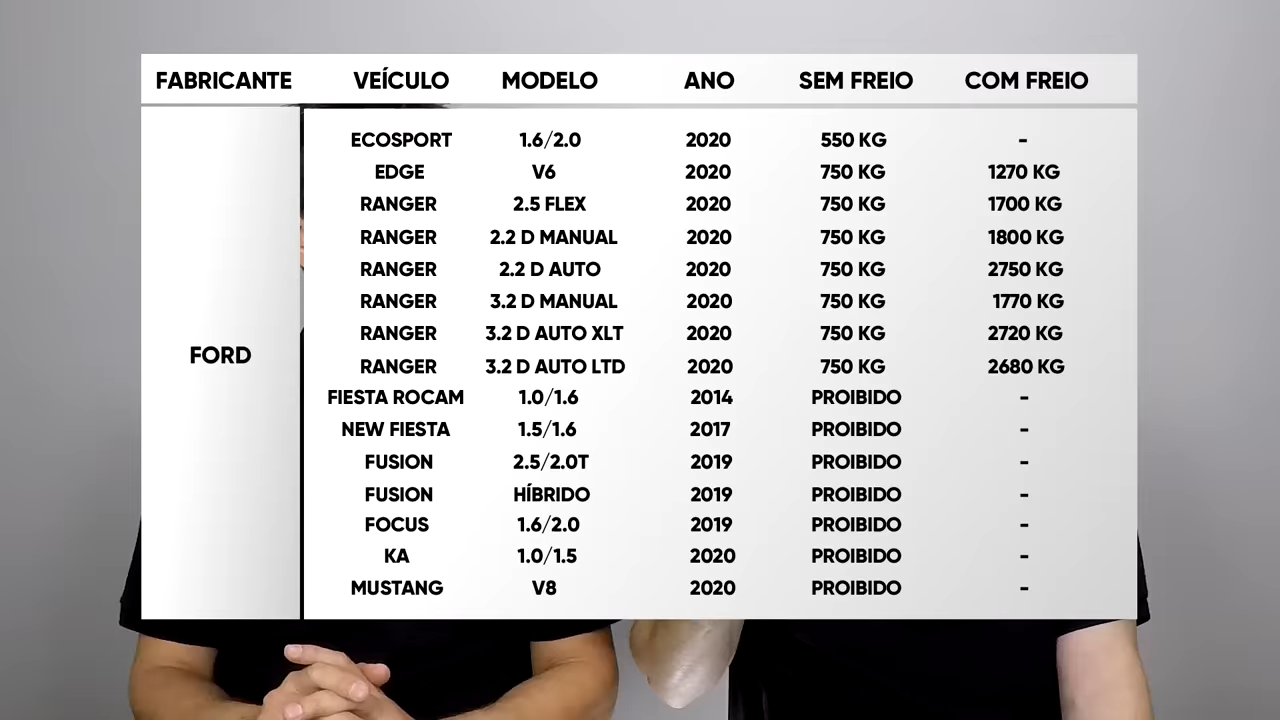 FABRICANTE VEÍCULO MODELO ANO SEM FREIO COM FREIO
ECOSPORT 1.6/2.0 2020 550 KG -
EDGE V6 2020 750 KG 1270 KG
RANGER 2.5 FLEX 2020 750 KG 1700 KG
RANGER 2.2 D MANUAL 2020 750 KG 1800 KG
RANGER 2.2 D AUTO 2020 750 KG 2750 KG
RANGER 3.2 D MANUAL 2020 750 KG 1770 KG
RANGER 3.2 D AUTO XLT 2020 750 KG 2720 KG
FORD
RANGER 3.2 D AUTO LTD 2020 750 KG 2680 KG
FIESTA ROCAM 1.0/1.6 2014 PROIBIDO -
NEW FIESTA 1.5/1.6 2017 PROIBIDO -
FUSION 2.5/2.0T 2019 PROIBIDO -
FUSION HÍBRIDO 2019 PROIBIDO -
FOCUS 1.6/2.0 2019 PROIBIDO -
KA 1.0/1.5 2020 PROIBIDO -
MUSTANG V8 2020 PROIBIDO -